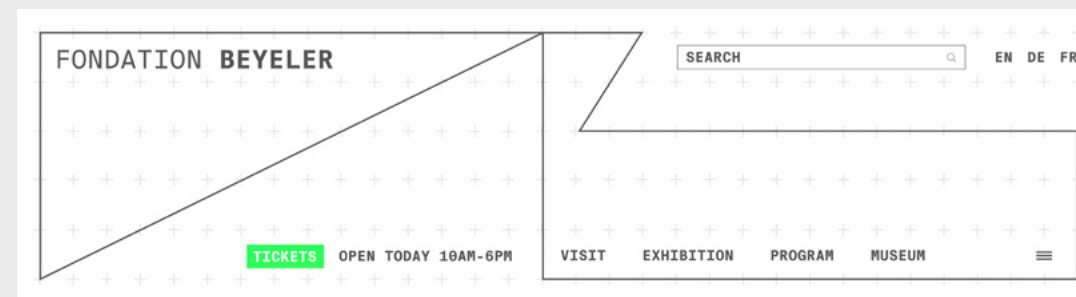 FONDATION BEYELER
SEARCH
EN DE FR
TICKETS OPEN TODAY 10AM-6PM
VISIT EXHIBITION PROGRAM MUSEUM